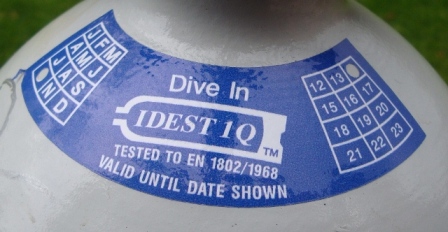 J F M
A M J
J A S
N D
Dive In
IDEST 1Q
TM
TESTED TO EN 1802/1968
VALID UNTIL DATE SHOWN
12 13
15 16 17
18 19 20
21 22 23